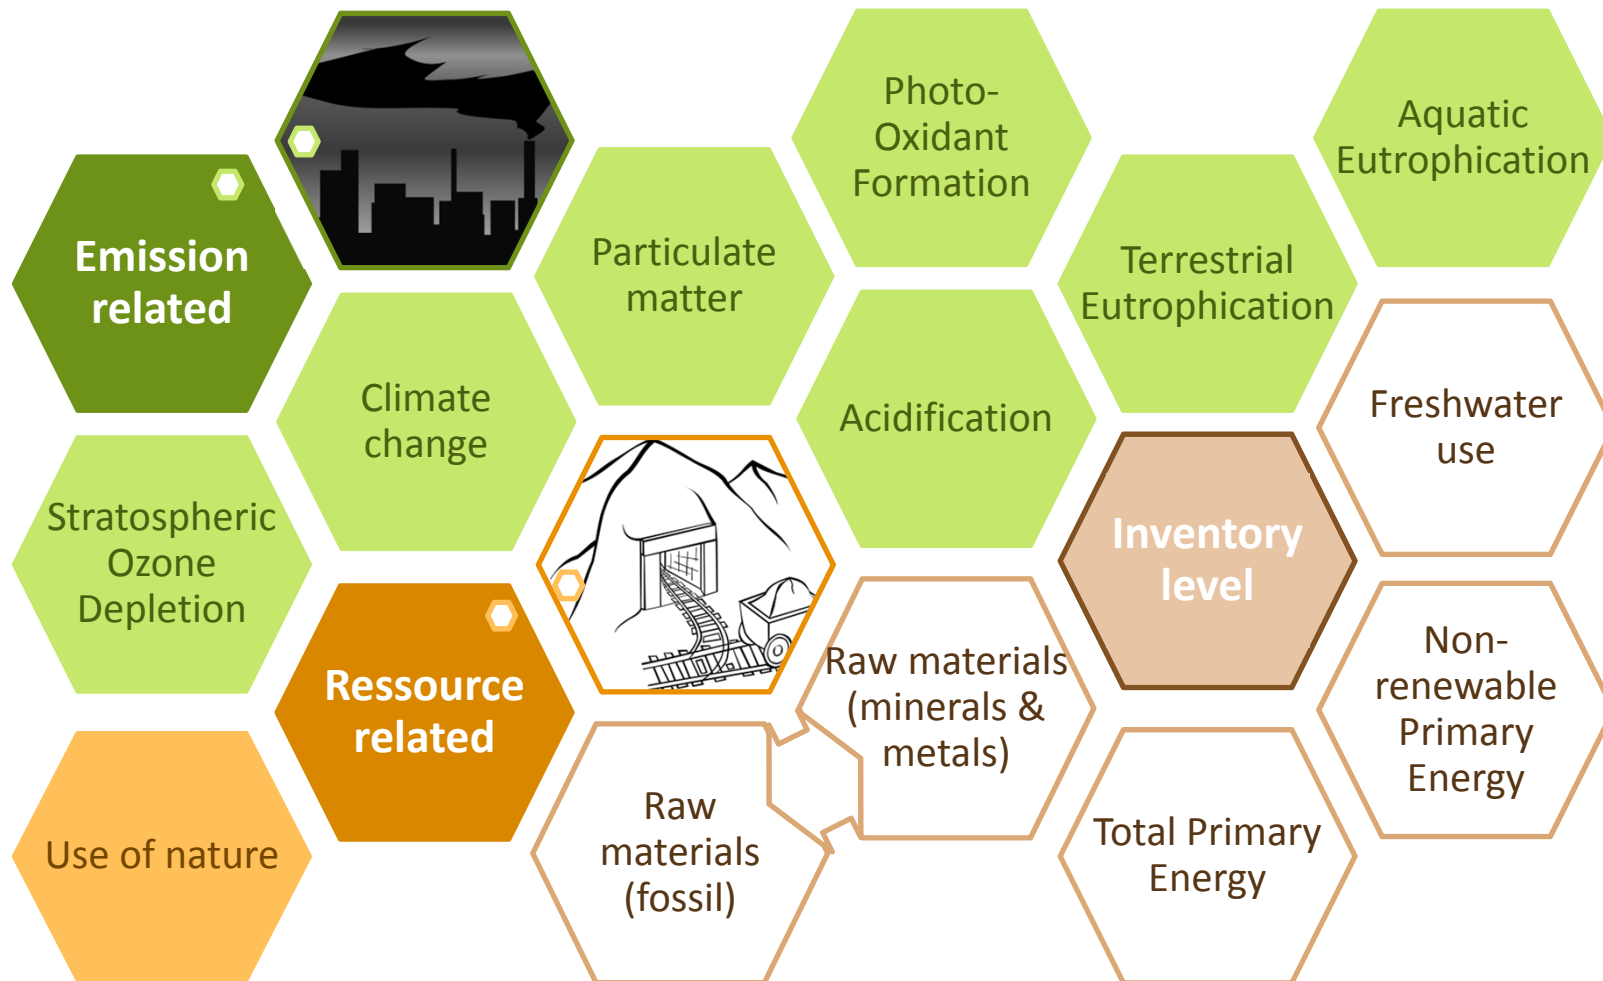 Emission
related
Photo-
Oxidant
Formation
Aquatic
Eutrophication
Particulate
matter
Terrestrial
Eutrophication
Climate
change
Acidification
Freshwater
use
Stratospheric
Ozone
Depletion
Inventory
level
Ressource
related
Raw materials
(minerals &
metals)
Non-
renewable
Primary
Energy
Use of nature
Raw
materials
(fossil)
Total Primary
Energy